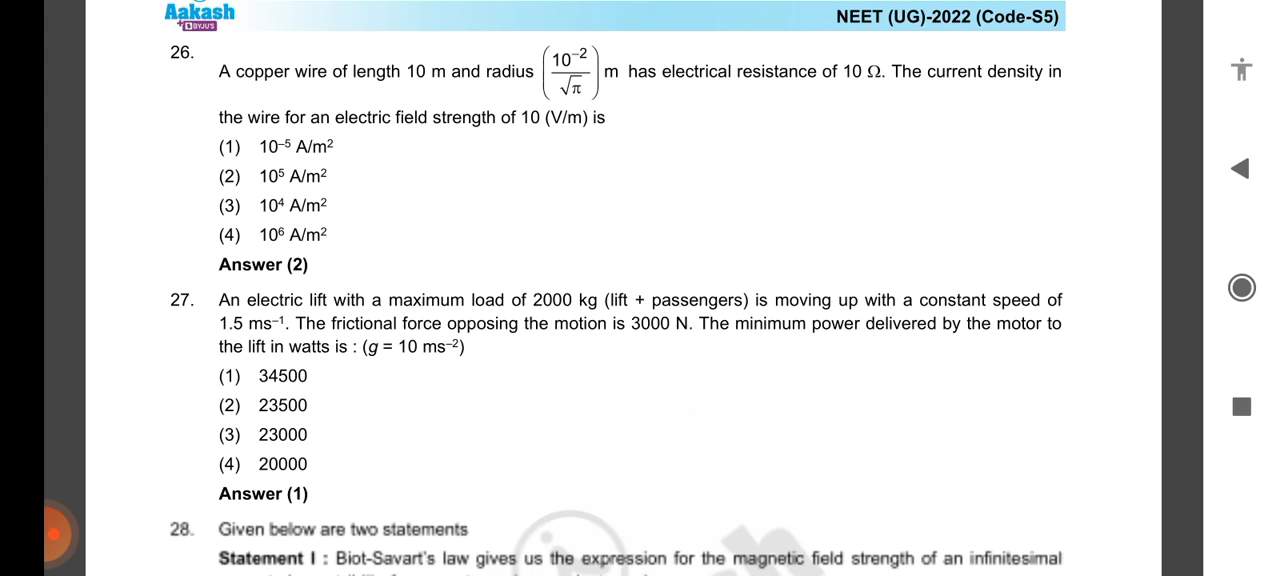 Aakash
BYJU'S
NEET (UG)-2022 (Code-S5)
26.
A copper wire of length 10 m and radius (10⁻²/√π) m has electrical resistance of 10 Ω. The current density in
the wire for an electric field strength of 10 (V/m) is
(1) 10⁻⁵ A/m²
(2) 10⁵ A/m²
(3) 10⁴ A/m²
(4) 10⁶ A/m²
Answer (2)
27. An electric lift with a maximum load of 2000 kg (lift + passengers) is moving up with a constant speed of
1.5 ms⁻¹. The frictional force opposing the motion is 3000 N. The minimum power delivered by the motor to
the lift in watts is : (g = 10 ms⁻²)
(1) 34500
(2) 23500
(3) 23000
(4) 20000
Answer (1)
28. Given below are two statements
Statement I : Biot-Savart's law gives us the expression for the magnetic field strength of an infinitesimal